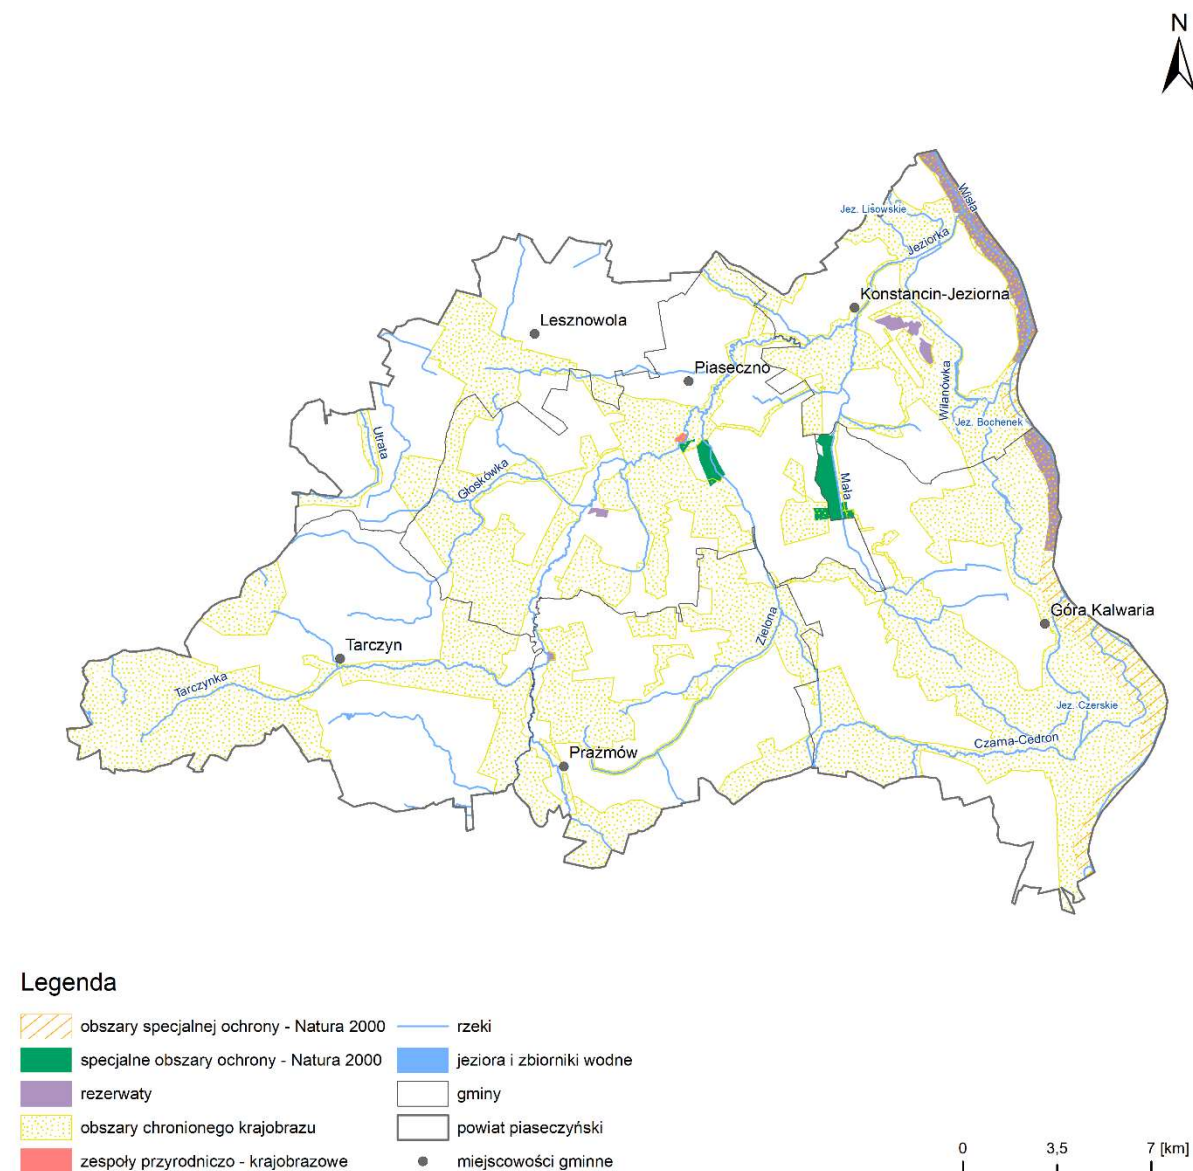 N
Wisła
Jez. Lisowskie
Jeziorka
Konstancin-Jeziorna
Lesznowola
Piaseczno
Wilanówka
Jez. Bochenek
Utrata
Głoskówka
Mała
Góra Kalwaria
Zielona
Tarczyn
Tarczynka
Jez. Czerskie
Czarna-Cedron
Prażmów
Legenda
obszary specjalnej ochrony - Natura 2000
specjalne obszary ochrony - Natura 2000
rezerwaty
obszary chronionego krajobrazu
zespoły przyrodniczo - krajobrazowe
rzeki
jeziora i zbiorniki wodne
gminy
powiat piaseczyński
miejscowości gminne
0 3,5 7 [km]